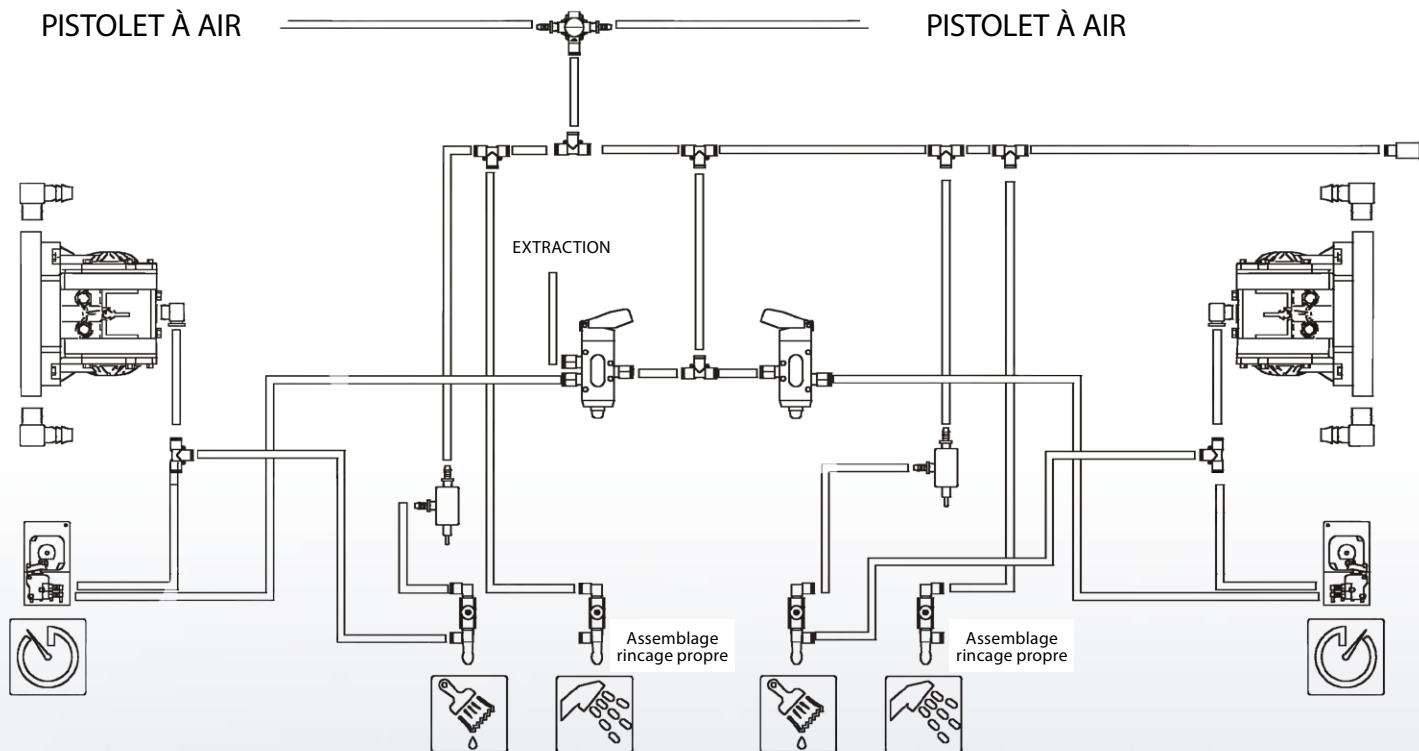 PISTOLET À AIR
PISTOLET À AIR
EXTRACTION
Assemblage
rincage propre
Assemblage
rincage propre